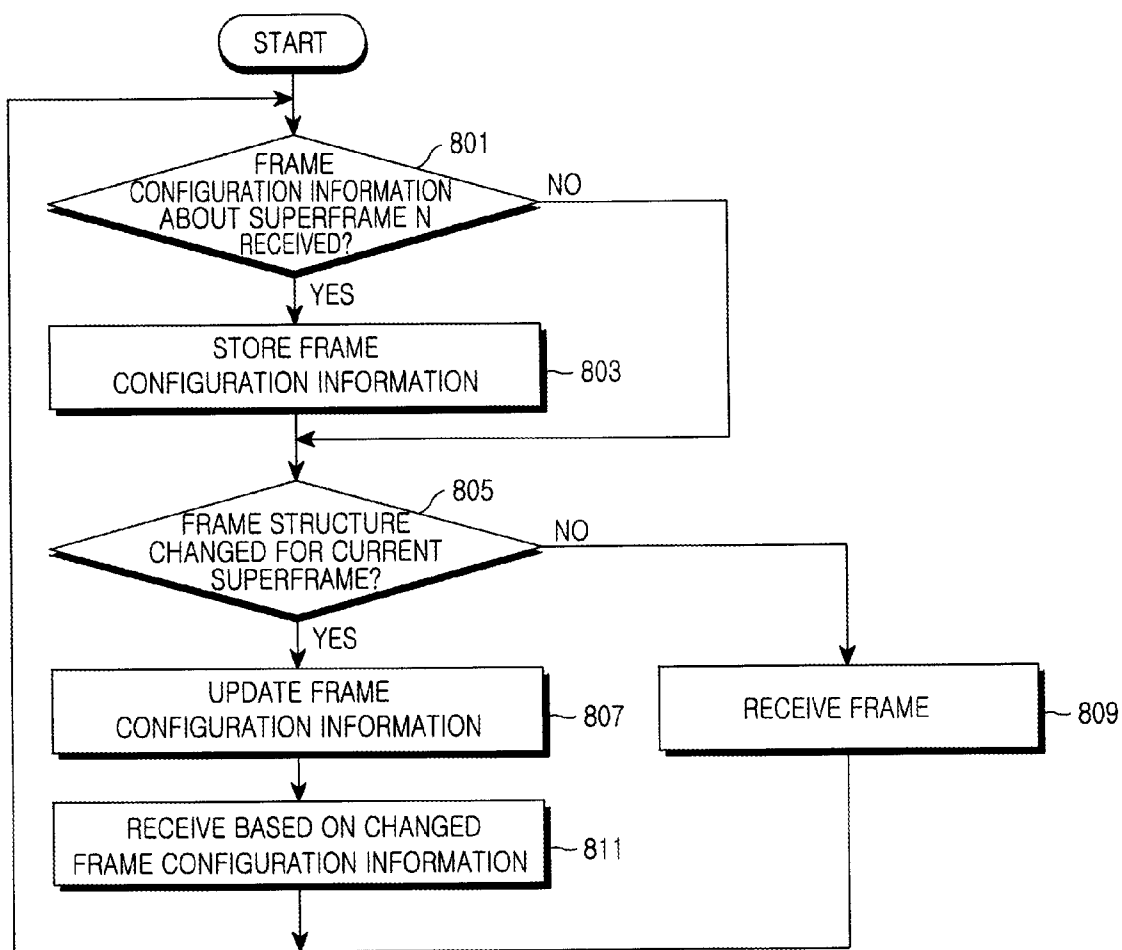 START
801
FRAME
CONFIGURATION INFORMATION
ABOUT SUPERFRAME N
RECEIVED?
NO
YES
STORE FRAME
CONFIGURATION INFORMATION
803
805
FRAME STRUCTURE
CHANGED FOR CURRENT
SUPERFRAME?
NO
YES
UPDATE FRAME
CONFIGURATION INFORMATION
807
RECEIVE FRAME
809
RECEIVE BASED ON CHANGED
FRAME CONFIGURATION INFORMATION
811